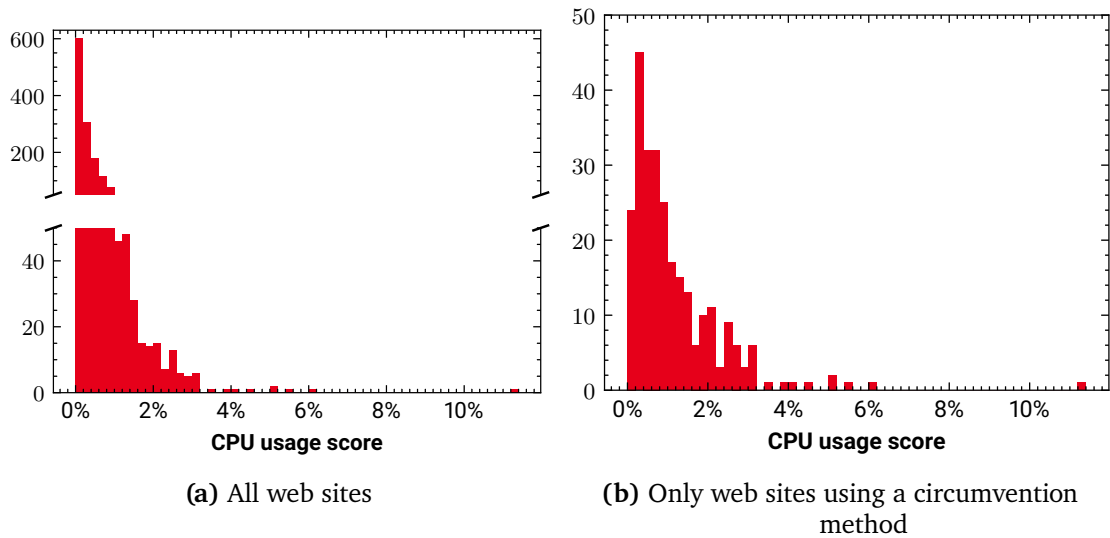 600
400
200
40
20
0
0% 2% 4% 6% 8% 10%
CPU usage score
(a) All web sites
50
40
30
20
10
0
0% 2% 4% 6% 8% 10%
CPU usage score
(b) Only web sites using a circumvention
method